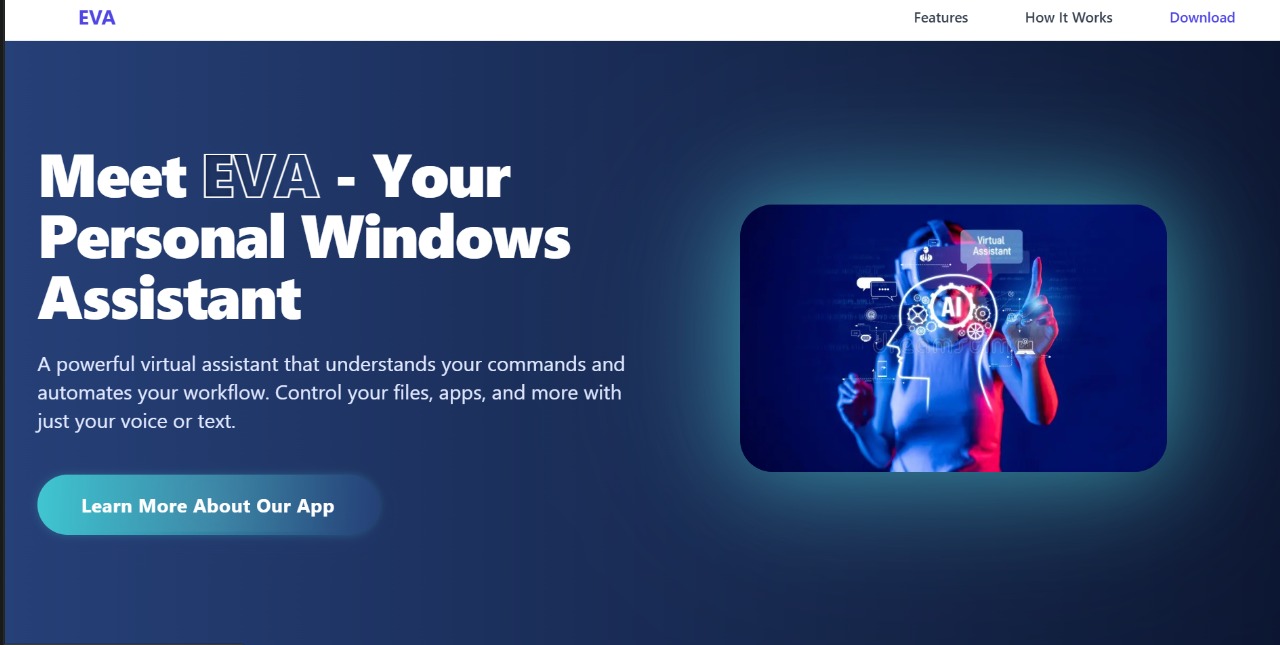 EVA
Features
How It Works
Download
Meet EVA - Your
Personal Windows
Assistant
A powerful virtual assistant that understands your commands and
automates your workflow. Control your files, apps, and more with
just your voice or text.
Learn More About Our App
Virtual
Assistant
AI